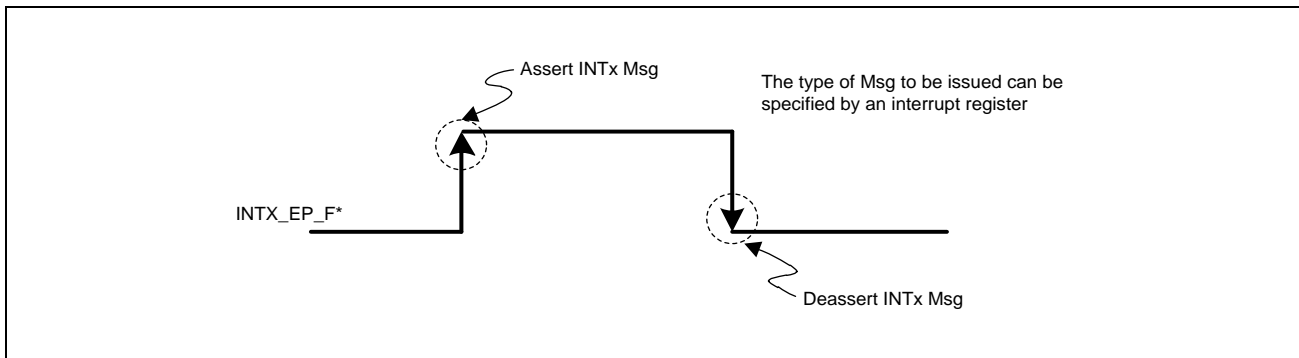 Assert INTx Msg
The type of Msg to be issued can be
specified by an interrupt register
INTX_EP_F*
Deassert INTx Msg